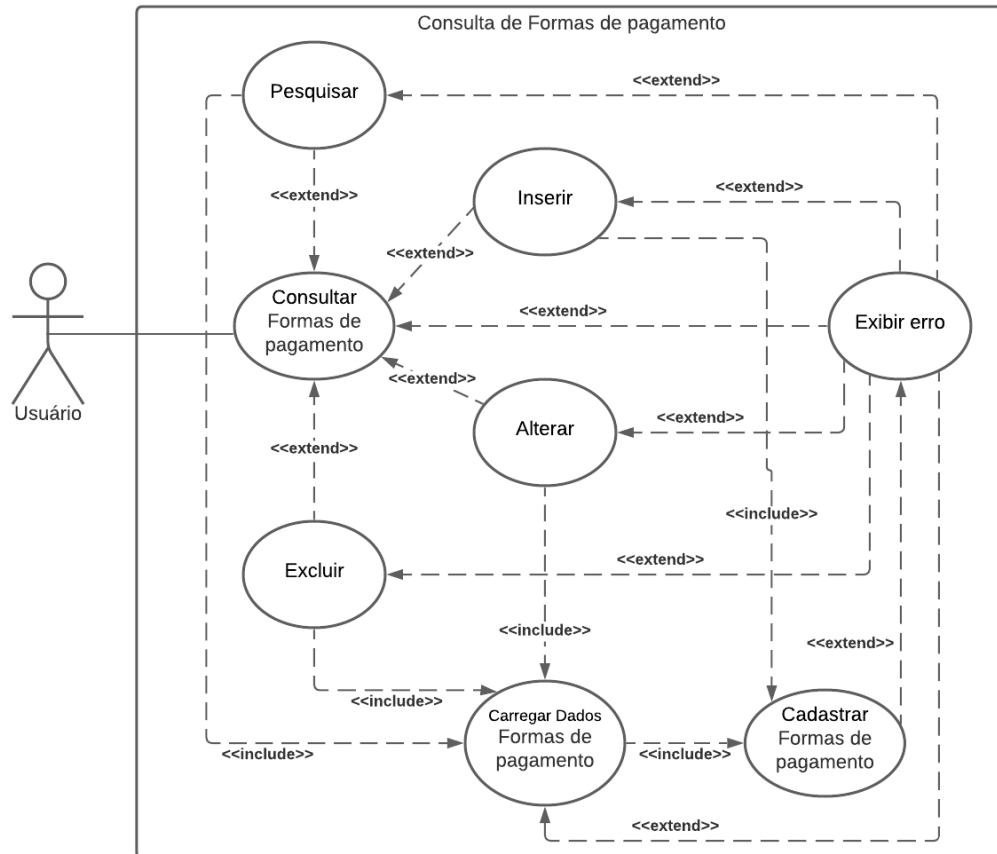 Consulta de Formas de pagamento
Pesquisar
<<extend>>
<<extend>>
Inserir
<<extend>>
<<extend>>
Consultar
Formas de
pagamento
<<extend>>
Exibir erro
Usuário
<<extend>>
Alterar
<<extend>>
<<extend>>
<<include>>
Excluir
<<extend>>
<<include>>
<<extend>>
<<include>>
Carregar Dados
Formas de
pagamento
Cadastrar
Formas de
pagamento
<<include>>
<<include>>
<<extend>>